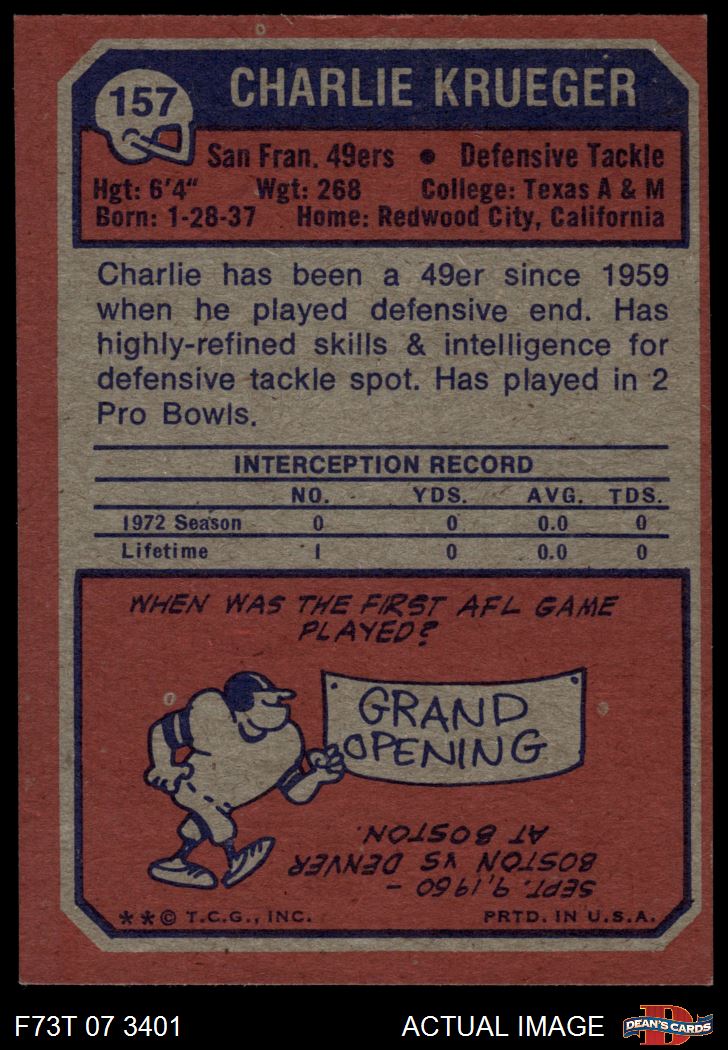 157
CHARLIE KRUEGER
San Fran. 49ers • Defensive Tackle
Hgt: 6'4" Wgt: 268 College: Texas A & M
Born: 1-28-37 Home: Redwood City, California
Charlie has been a 49er since 1959
when he played defensive end. Has
highly-refined skills & intelligence for
defensive tackle spot. Has played in 2
Pro Bowls.
INTERCEPTION RECORD
NO. YDS. AVG. TDS.
1972 Season 0 0 0.0 0
Lifetime 1 0 0.0 0
WHEN WAS THE FIRST AFL GAME
PLAYED?
GRAND
OPENING
SEPT. 9, 1960 -
BOSTON VS DENVER
AT BOSTON.
**© T.C.G., INC. PRTD. IN U.S.A.
F73T 07 3401 ACTUAL IMAGE
D
DEAN'S CARDS